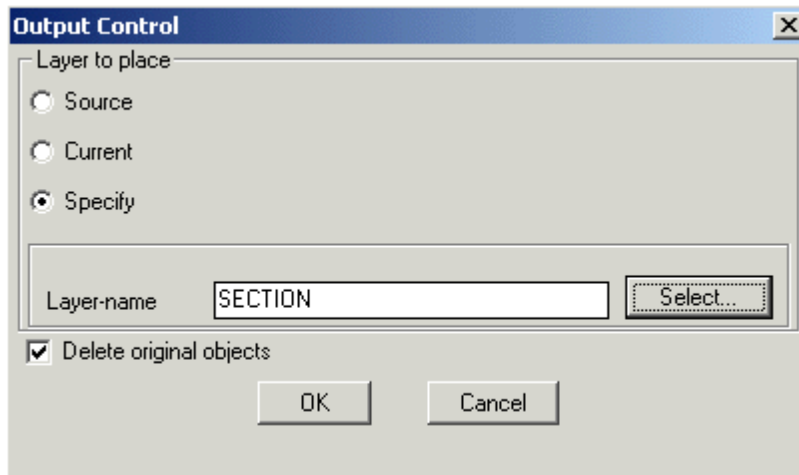 Output Control
Layer to place
Source
Current
Specify
Layer-name SECTION Select...
Delete original objects
OK Cancel